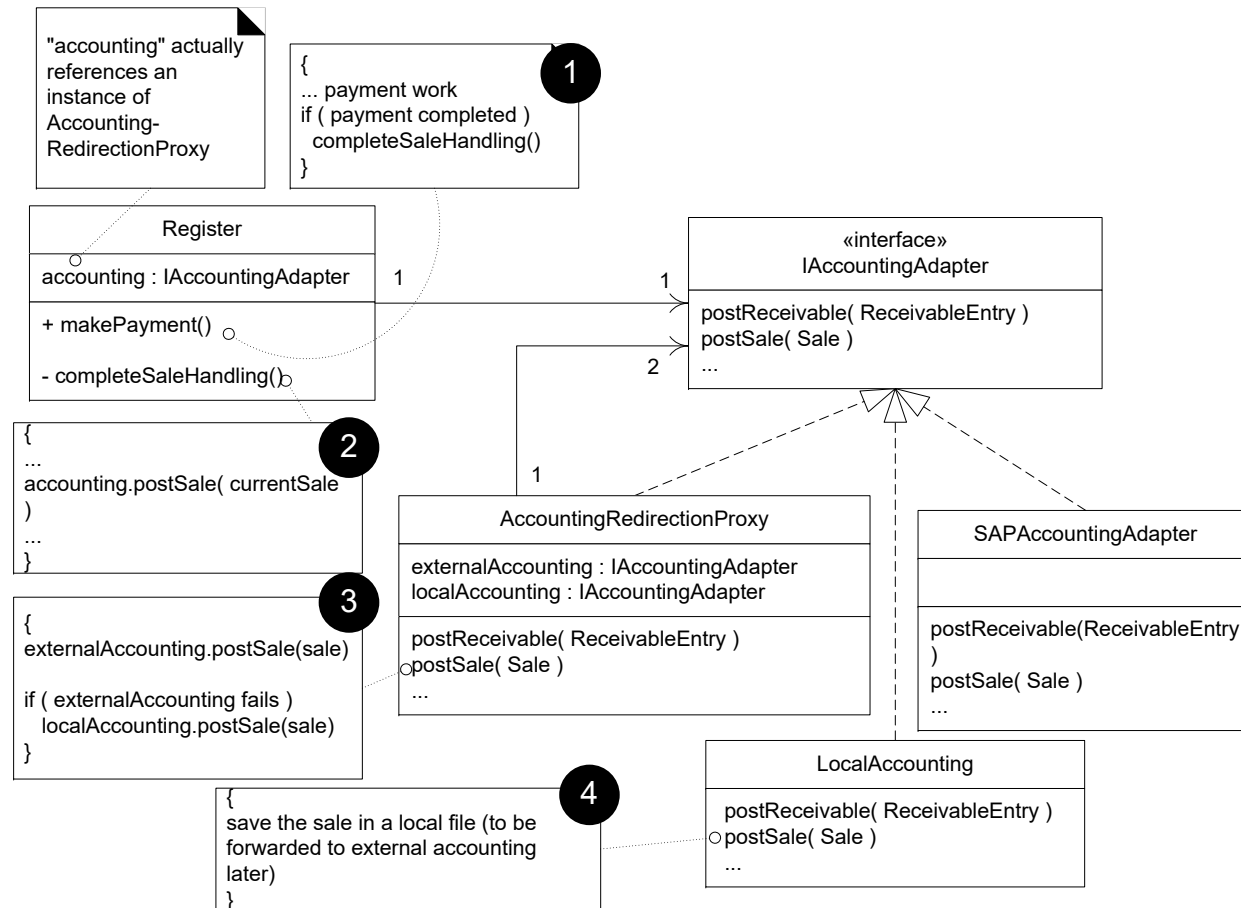 "accounting" actually
references an
instance of
Accounting-
RedirectionProxy
{
... payment work
if ( payment completed )
completeSaleHandling()
}
1
Register
accounting : IAccountingAdapter
+ makePayment()
- completeSaleHandling()
1
1
«interface»
IAccountingAdapter
postReceivable( ReceivableEntry )
postSale( Sale )
...
2
1
{
...
accounting.postSale( currentSale
)
...
}
2
AccountingRedirectionProxy
externalAccounting : IAccountingAdapter
localAccounting : IAccountingAdapter
postReceivable( ReceivableEntry )
postSale( Sale )
...
SAPAccountingAdapter
postReceivable(ReceivableEntry
)
postSale( Sale )
...
{
externalAccounting.postSale(sale)
if ( externalAccounting fails )
localAccounting.postSale(sale)
}
3
LocalAccounting
postReceivable( ReceivableEntry )
postSale( Sale )
...
{
save the sale in a local file (to be
forwarded to external accounting
later)
}
4